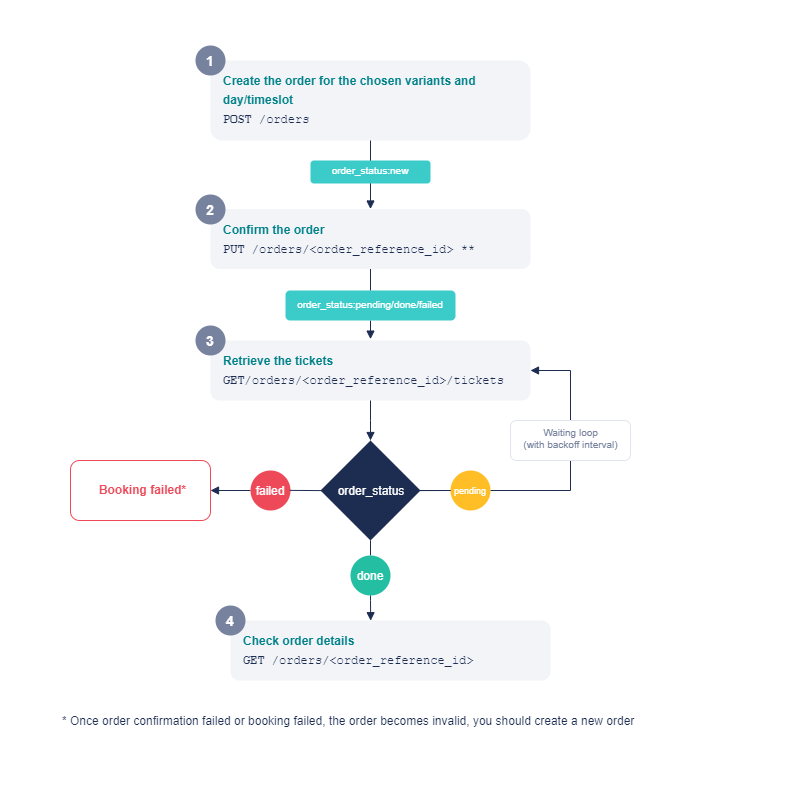 1
Create the order for the chosen variants and
day/timeslot
POST /orders
order_status:new
2
Confirm the order
PUT /orders/<order_reference_id> **
order_status:pending/done/failed
3
Retrieve the tickets
GET/orders/<order_reference_id>/tickets
Waiting loop
(with backoff interval)
Booking failed*
failed
order_status
pending
done
4
Check order details
GET /orders/<order_reference_id>
* Once order confirmation failed or booking failed, the order becomes invalid, you should create a new order